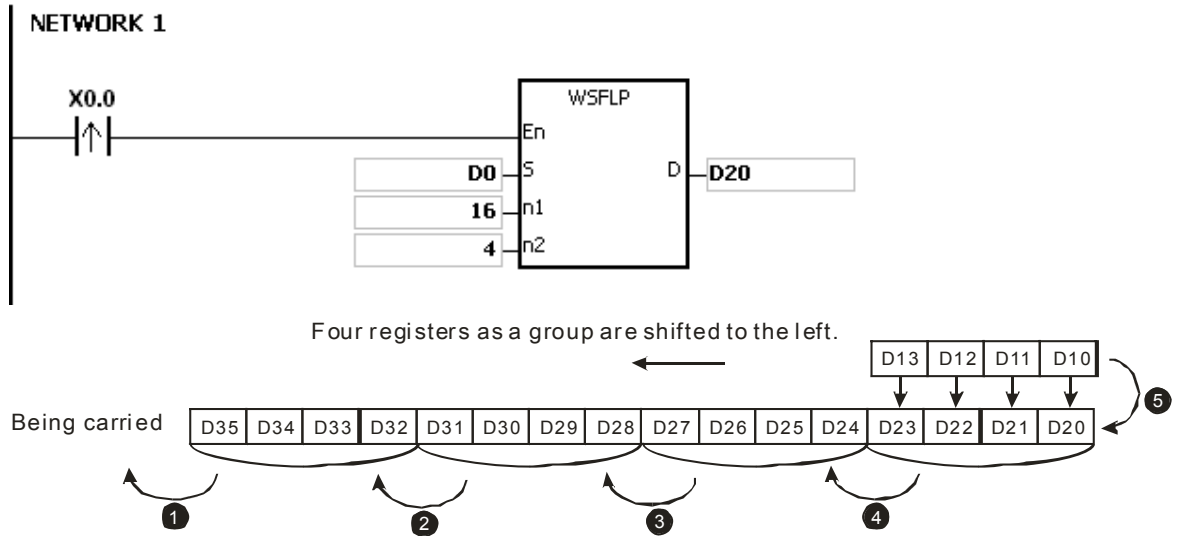 NETWORK 1
X0.0
WSFLP
En
D0 S D D20
16 n1
4 n2
Four registers as a group are shifted to the left.
D13 D12 D11 D10
5
Being carried D35 D34 D33 D32 D31 D30 D29 D28 D27 D26 D25 D24 D23 D22 D21 D20
1 2 3 4